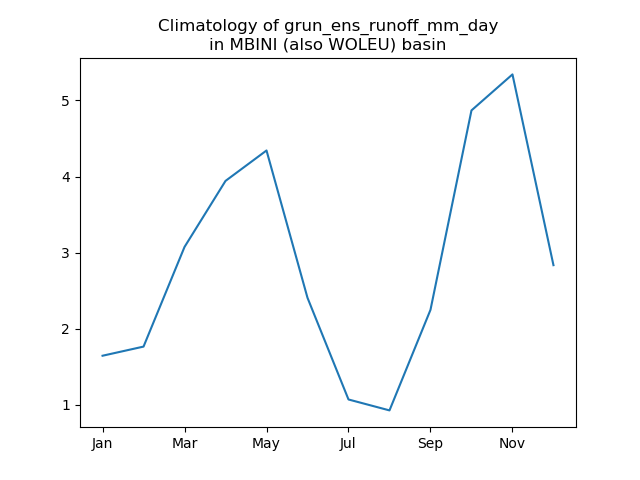 Climatology of grun_ens_runoff_mm_day
in MBINI (also WOLEU) basin
5
4
3
2
1
Jan Mar May Jul Sep Nov